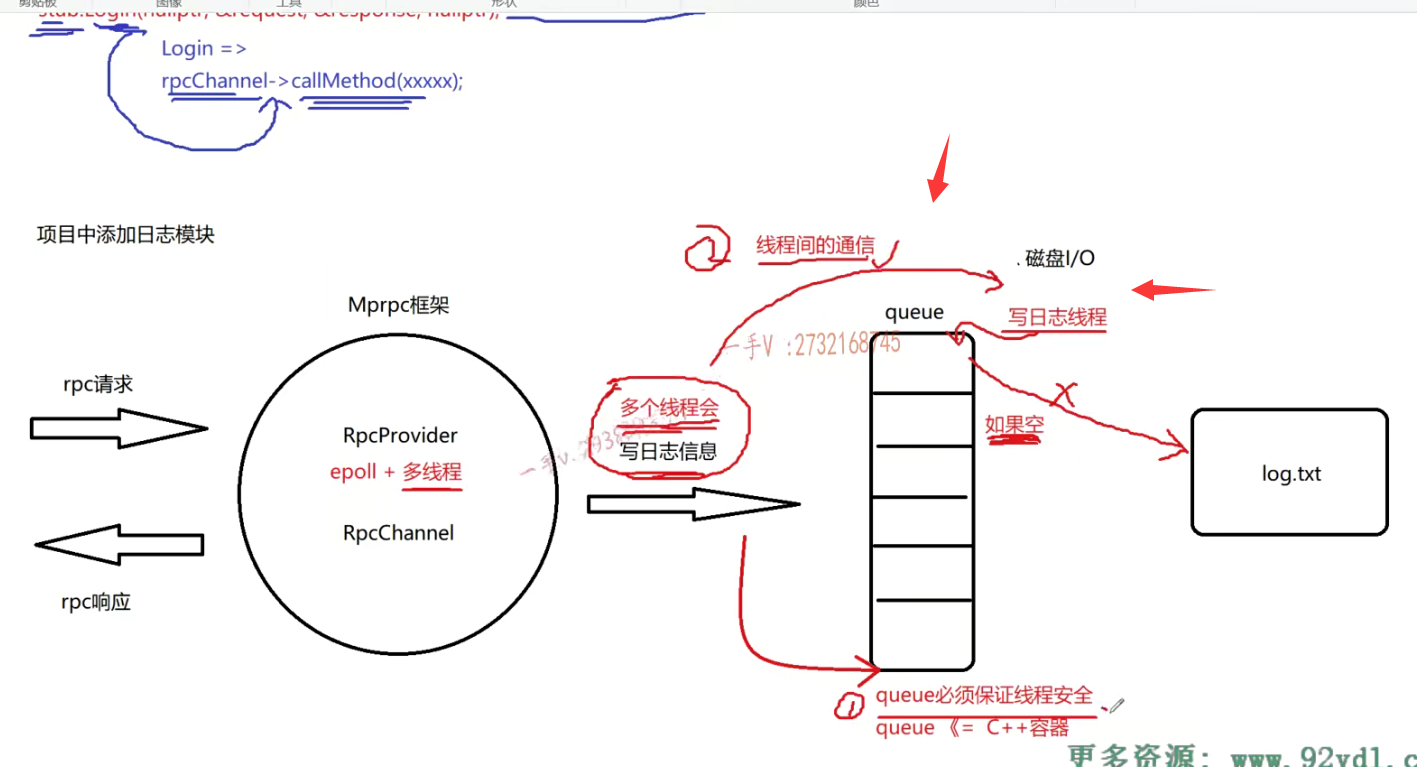 剪贴板 图像 工具 形状 颜色
stub.Login(nullptr, &request, &response, nullptr);
Login =>
rpcChannel->callMethod(xxxxx);
项目中添加日志模块
② 线程间的通信
磁盘I/O
Mprpc框架
queue
写日志线程
一手V :2732168745
rpc请求
多个线程会
如果空
RpcProvider
写日志信息
一手v.
epoll + 多线程
log.txt
RpcChannel
rpc响应
① queue必须保证线程安全
queue 《= C++容器
更多资源: www.92ydl.c